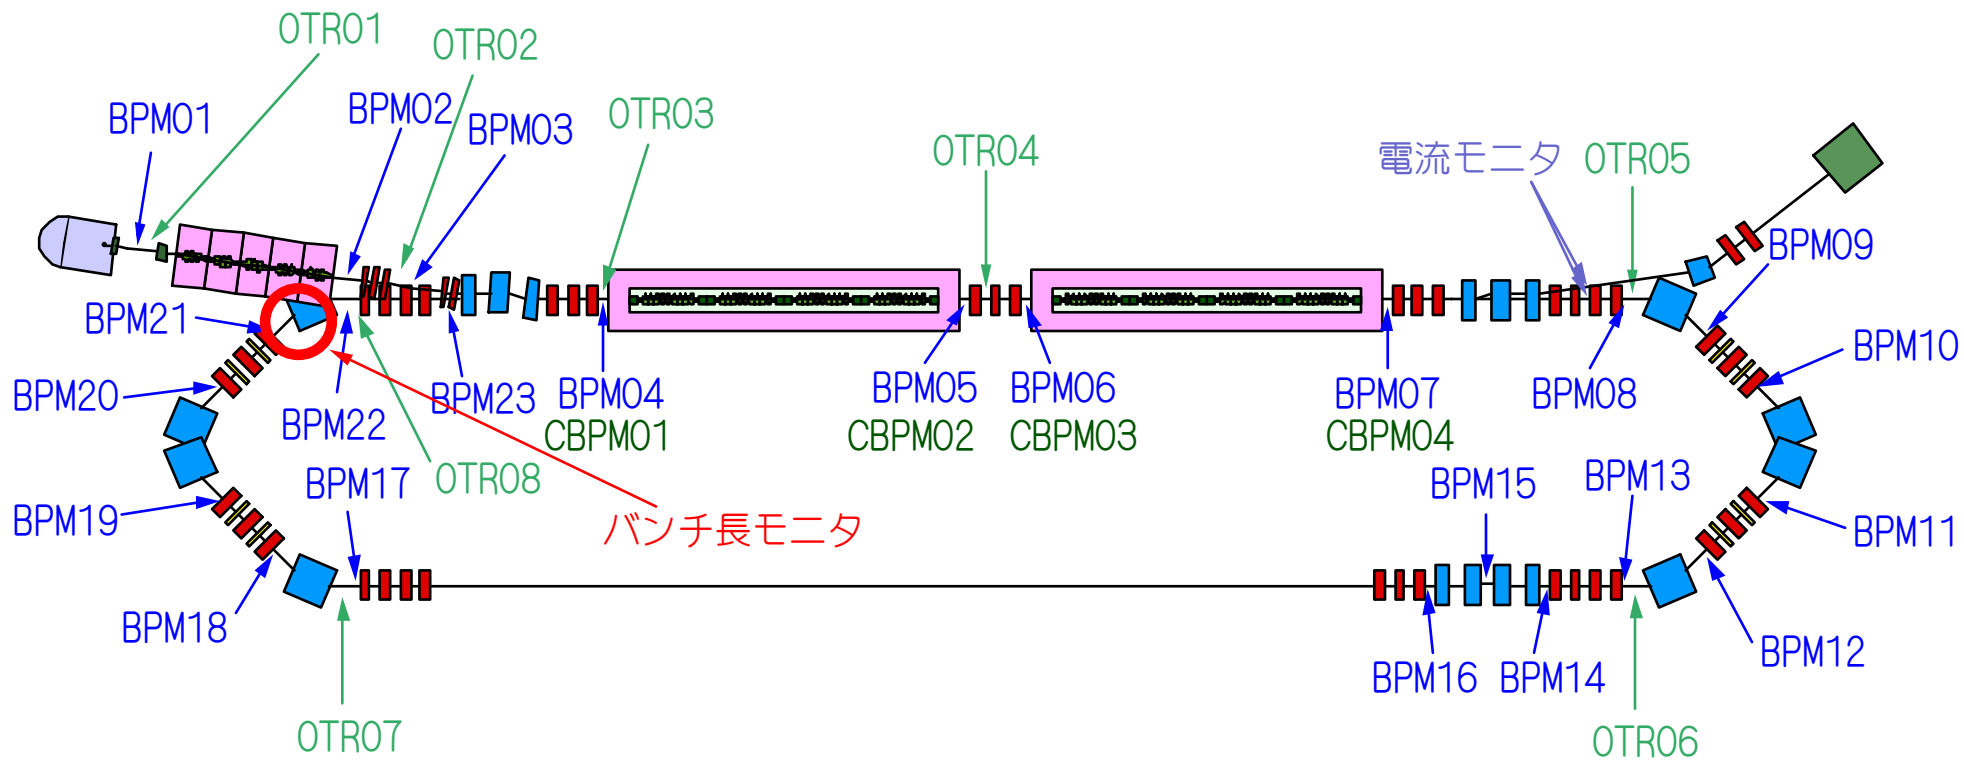 OTR01
OTR02
BPM01
BPM02
BPM03
OTR03
OTR04
電流モニタ
OTR05
BPM09
BPM21
BPM20
BPM22
BPM23
BPM04
CBPM01
BPM05
CBPM02
BPM06
CBPM03
BPM07
CBPM04
BPM08
BPM10
OTR08
BPM17
BPM15
BPM13
BPM19
バンチ長モニタ
BPM11
BPM18
BPM12
BPM16
BPM14
OTR07
OTR06